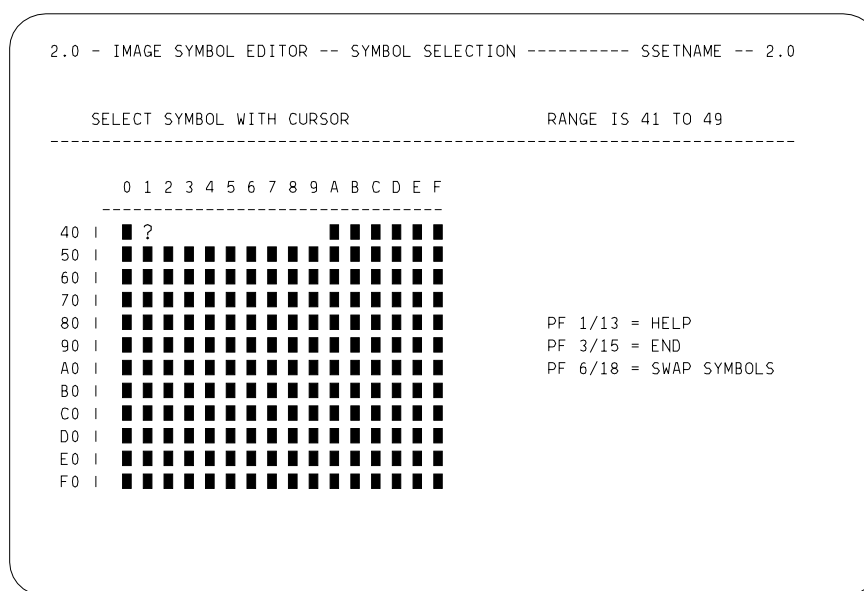 2.0 - IMAGE SYMBOL EDITOR -- SYMBOL SELECTION ---------- SSETNAME -- 2.0
SELECT SYMBOL WITH CURSOR RANGE IS 41 TO 49
------------------------------------------------------------------------
0 1 2 3 4 5 6 7 8 9 A B C D E F
---------------------------------
40 | ■ ? ■ ■ ■ ■ ■ ■
50 | ■ ■ ■ ■ ■ ■ ■ ■ ■ ■ ■ ■ ■ ■ ■ ■
60 | ■ ■ ■ ■ ■ ■ ■ ■ ■ ■ ■ ■ ■ ■ ■ ■
70 | ■ ■ ■ ■ ■ ■ ■ ■ ■ ■ ■ ■ ■ ■ ■ ■
80 | ■ ■ ■ ■ ■ ■ ■ ■ ■ ■ ■ ■ ■ ■ ■ ■ PF 1/13 = HELP
90 | ■ ■ ■ ■ ■ ■ ■ ■ ■ ■ ■ ■ ■ ■ ■ ■ PF 3/15 = END
A0 | ■ ■ ■ ■ ■ ■ ■ ■ ■ ■ ■ ■ ■ ■ ■ ■ PF 6/18 = SWAP SYMBOLS
B0 | ■ ■ ■ ■ ■ ■ ■ ■ ■ ■ ■ ■ ■ ■ ■ ■
C0 | ■ ■ ■ ■ ■ ■ ■ ■ ■ ■ ■ ■ ■ ■ ■ ■
D0 | ■ ■ ■ ■ ■ ■ ■ ■ ■ ■ ■ ■ ■ ■ ■ ■
E0 | ■ ■ ■ ■ ■ ■ ■ ■ ■ ■ ■ ■ ■ ■ ■ ■
F0 | ■ ■ ■ ■ ■ ■ ■ ■ ■ ■ ■ ■ ■ ■ ■ ■